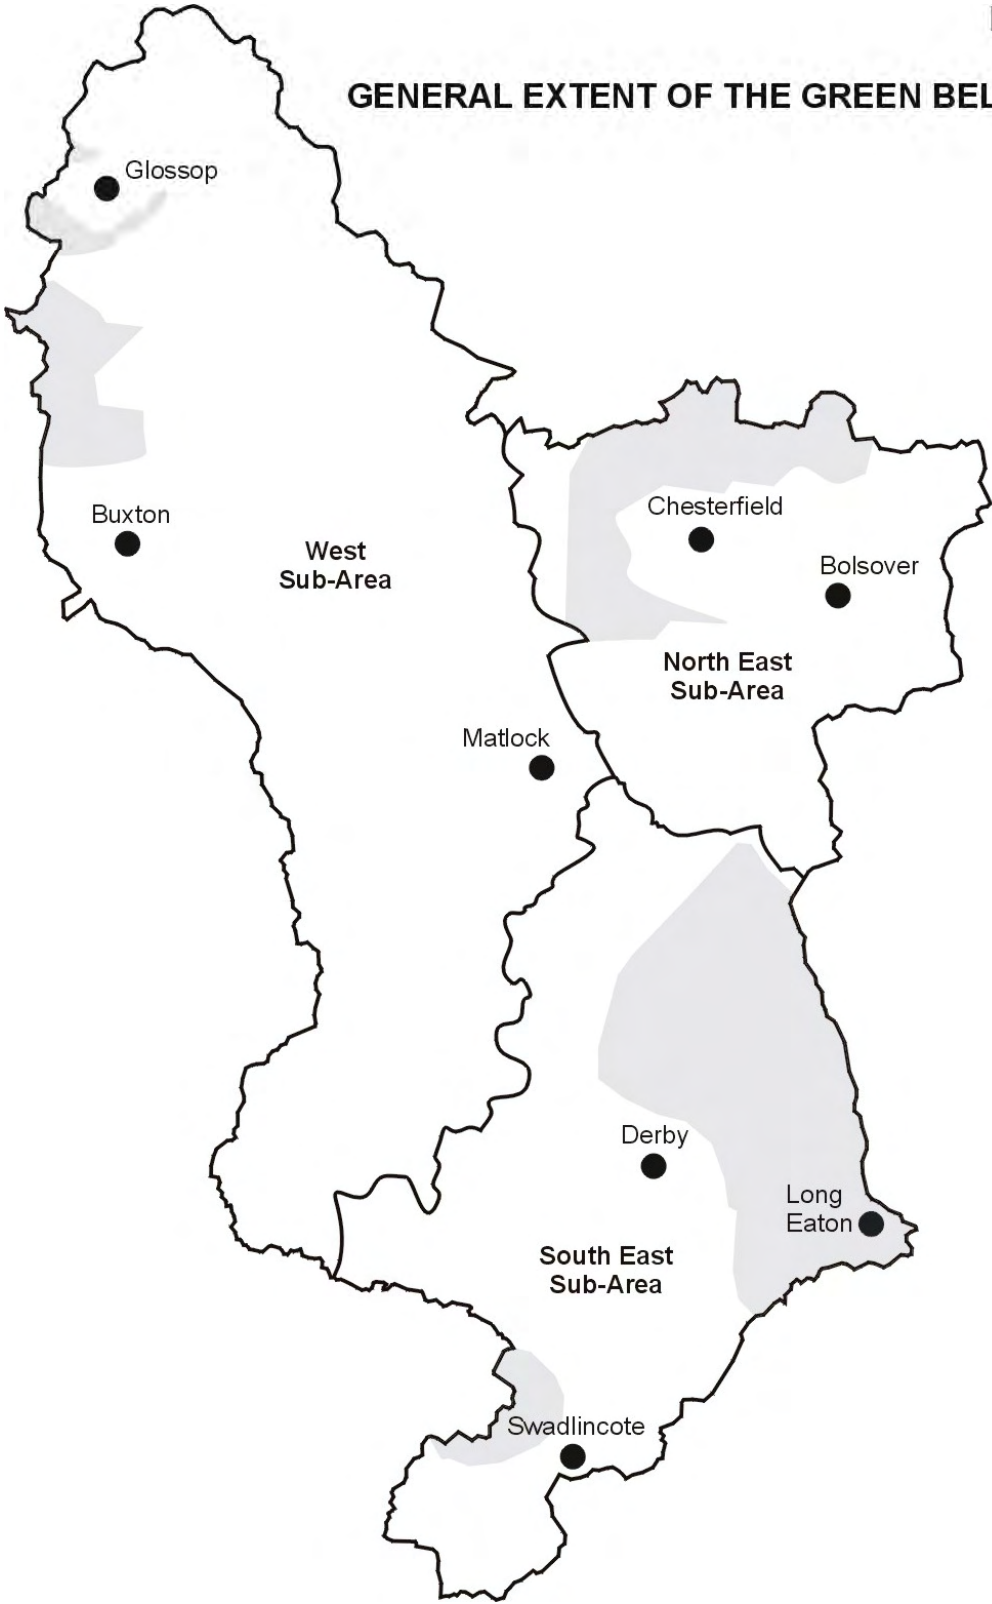 GENERAL EXTENT OF THE GREEN BEL
Glossop
Chesterfield
Buxton
West
Sub-Area
Bolsover
North East
Sub-Area
Matlock
Derby
Long
Eaton
South East
Sub-Area
Swadlincote